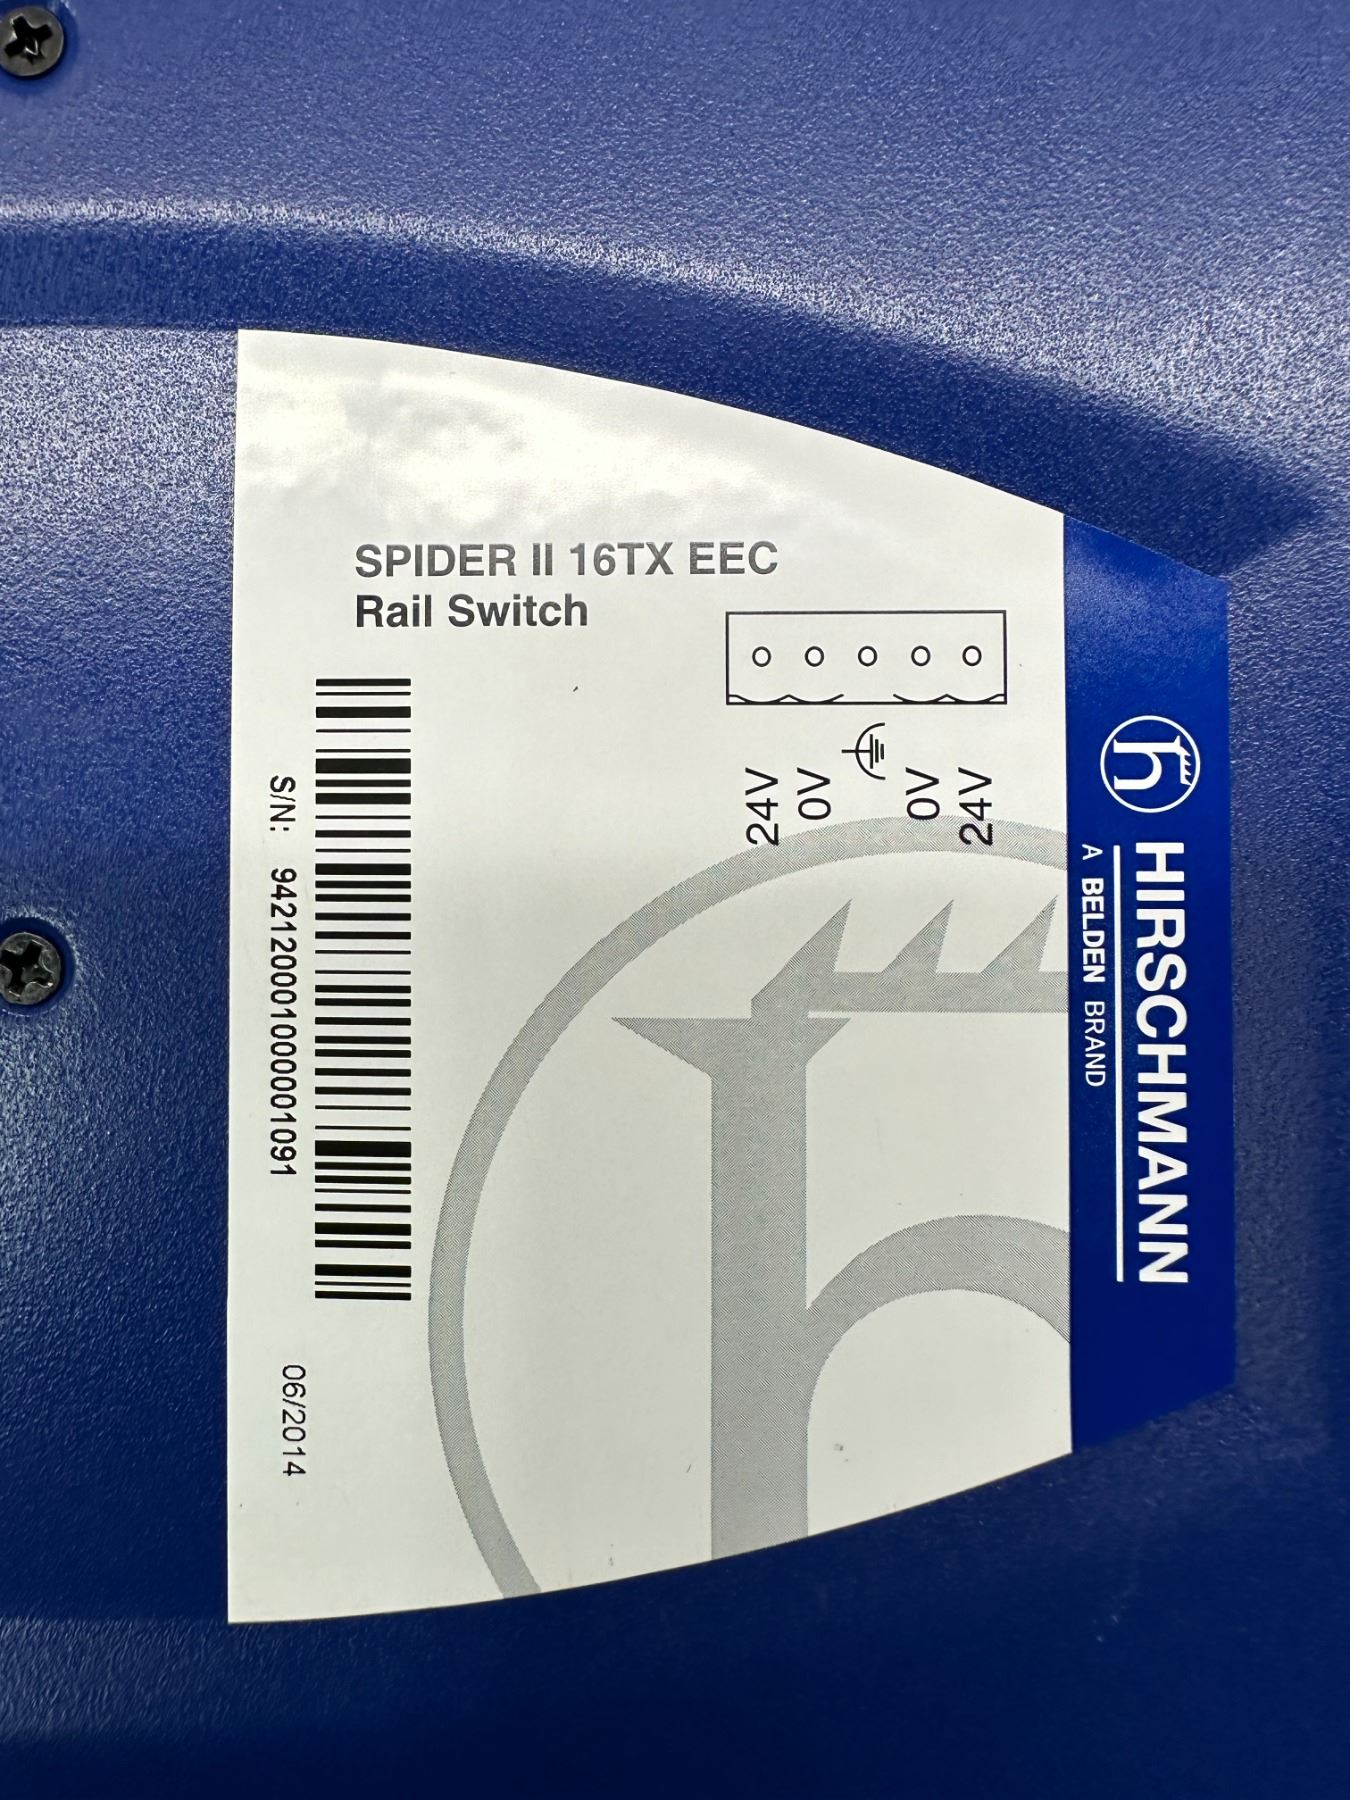 SPIDER II 16TX EEC
Rail Switch
24V
0V
0V
24V
S/N: 942120001000001091
06/2014
HIRSCHMANN
A BELDEN BRAND